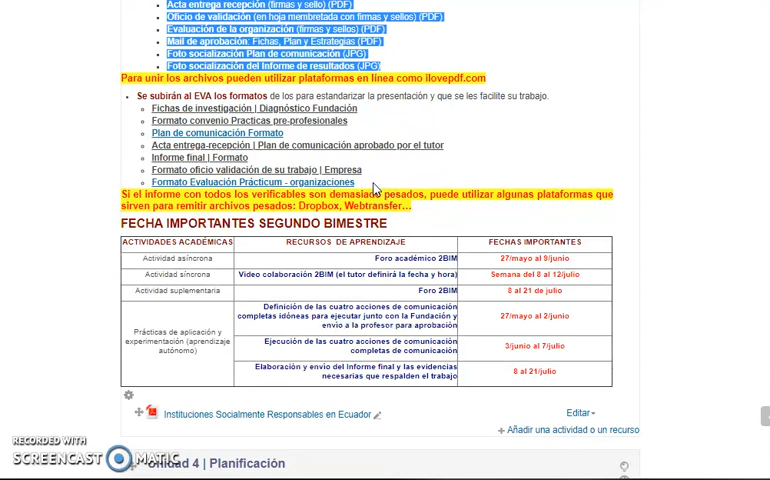 Acta entrega recepción (firmas y sello) (PDF)
Oficio de validación (en hoja membretada con firmas y sellos) (PDF)
Evaluación de la organización (firmas y sellos) (PDF)
Mail de aprobación: Fichas, Plan y Estrategias (PDF)
Foto socialización Plan de comunicación (JPG)
Foto socialización del Informe de resultados (JPG)
Para unir los archivos pueden utilizar plataformas en línea como ilovepdf.com
Se subirán al EVA los formatos de los para estandarizar la presentación y que se les facilite su trabajo.
Fichas de investigación | Diagnóstico Fundación
Formato convenio Practicas pre-profesionales
Plan de comunicación Formato
Acta entrega-recepción | Plan de comunicación aprobado por el tutor
Informe final | Formato
Formato oficio validación de su trabajo | Empresa
Formato Evaluación Prácticum - organizaciones
Si el informe con todos los verificables son demasiado pesados, puede utilizar algunas plataformas que
sirven para remitir archivos pesados: Dropbox, Webtransfer...
FECHA IMPORTANTES SEGUNDO BIMESTRE
ACTIVIDADES ACADÉMICAS RECURSOS DE APRENDIZAJE FECHAS IMPORTANTES
Actividad asíncrona Foro académico 2BIM 27/mayo al 9/junio
Actividad síncrona Video colaboración 2BIM (el tutor definirá la fecha y hora) Semana del 8 al 12/julio
Actividad suplementaria Foro 2BIM 8 al 21 de julio
Prácticas de aplicación y
experimentación (aprendizaje
autónomo)
Definición de las cuatro acciones de comunicación
completas idóneas para ejecutar junto con la Fundación y
envío a la profesor para aprobación
27/mayo al 2/junio
Ejecución de las cuatro acciones de comunicación
completas de comunicación
3/junio al 7/julio
Elaboración y envío del Informe final y las evidencias
necesarias que respalden el trabajo
8 al 21/julio
Instituciones Socialmente Responsables en Ecuador Editar
Añadir una actividad o un recurso
RECORDED WITH
SCREENCAST MATIC
Unidad 4 | Planificación